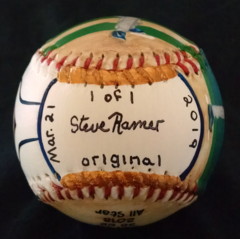 1 of 1
Mar. 21
Steve Ramer
2019
original
2018
All Star